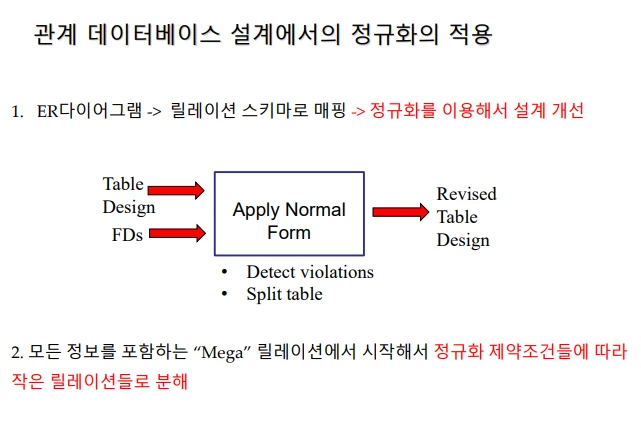 관계 데이터베이스 설계에서의 정규화의 적용
1. ER다이어그램 -> 릴레이션 스키마로 매핑 -> 정규화를 이용해서 설계 개선
Table
Design
FDs
Apply Normal
Form
Revised
Table
Design
• Detect violations
• Split table
2. 모든 정보를 포함하는 “Mega” 릴레이션에서 시작해서 정규화 제약조건들에 따라
작은 릴레이션들로 분해